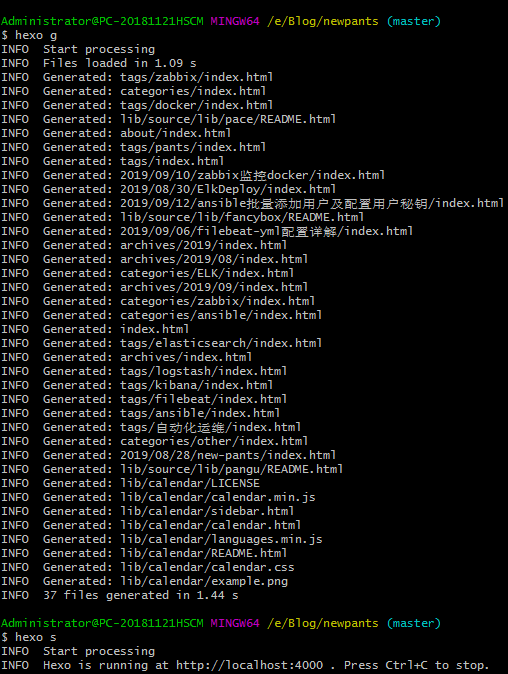 Administrator@PC-20181121HSCM MINGW64 /e/Blog/newpants (master)
$ hexo g
INFO  Start processing
INFO  Files loaded in 1.09 s
INFO  Generated: tags/zabbix/index.html
INFO  Generated: categories/index.html
INFO  Generated: tags/docker/index.html
INFO  Generated: lib/source/lib/pace/README.html
INFO  Generated: about/index.html
INFO  Generated: tags/pants/index.html
INFO  Generated: tags/index.html
INFO  Generated: 2019/09/10/zabbix监控docker/index.html
INFO  Generated: 2019/08/30/ElkDeploy/index.html
INFO  Generated: 2019/09/12/ansible批量添加用户及配置用户秘钥/index.html
INFO  Generated: lib/source/lib/fancybox/README.html
INFO  Generated: 2019/09/06/filebeat-yml配置详解/index.html
INFO  Generated: archives/2019/index.html
INFO  Generated: archives/2019/08/index.html
INFO  Generated: categories/ELK/index.html
INFO  Generated: archives/2019/09/index.html
INFO  Generated: categories/zabbix/index.html
INFO  Generated: categories/ansible/index.html
INFO  Generated: index.html
INFO  Generated: tags/elasticsearch/index.html
INFO  Generated: archives/index.html
INFO  Generated: tags/logstash/index.html
INFO  Generated: tags/kibana/index.html
INFO  Generated: tags/filebeat/index.html
INFO  Generated: tags/ansible/index.html
INFO  Generated: tags/自动化运维/index.html
INFO  Generated: categories/other/index.html
INFO  Generated: 2019/08/28/new-pants/index.html
INFO  Generated: lib/source/lib/pangu/README.html
INFO  Generated: lib/calendar/LICENSE
INFO  Generated: lib/calendar/calendar.min.js
INFO  Generated: lib/calendar/sidebar.html
INFO  Generated: lib/calendar/calendar.html
INFO  Generated: lib/calendar/languages.min.js
INFO  Generated: lib/calendar/README.html
INFO  Generated: lib/calendar/calendar.css
INFO  Generated: lib/calendar/example.png
INFO  37 files generated in 1.44 s
Administrator@PC-20181121HSCM MINGW64 /e/Blog/newpants (master)
$ hexo s
INFO  Start processing
INFO  Hexo is running at http://localhost:4000 . Press Ctrl+C to stop.